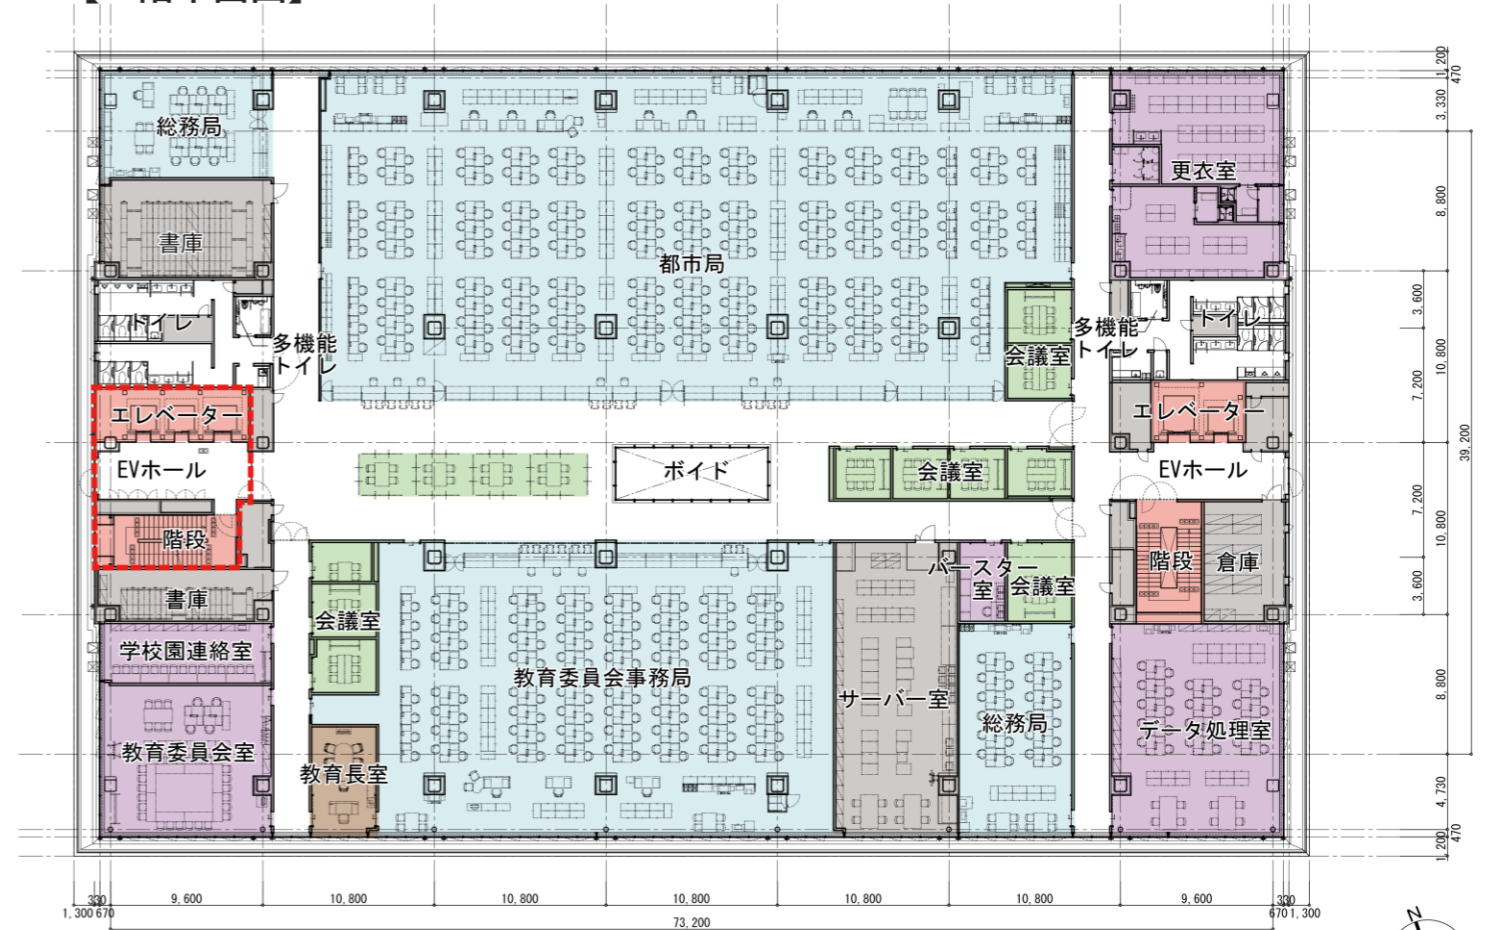 総務局
書庫
トイレ
多機能
トイレ
エレベーター
EVホール
階段
書庫
学校園連絡室
教育委員会室
都市局
会議室
ボイド
会議室
会議室
教育長室
教育委員会事務局
サーバー室
バースター
室
会議室
総務局
更衣室
多機能
トイレ
トイレ
エレベーター
EVホール
階段
倉庫
データ処理室
1,200
470
3,330
8,800
3,600
10,800
7,200
39,200
7,200
10,800
3,600
8,800
4,730
470
1,200
330
9,600
10,800
10,800
10,800
10,800
10,800
9,600
330
1,300
670
73,200
670
1,300
N